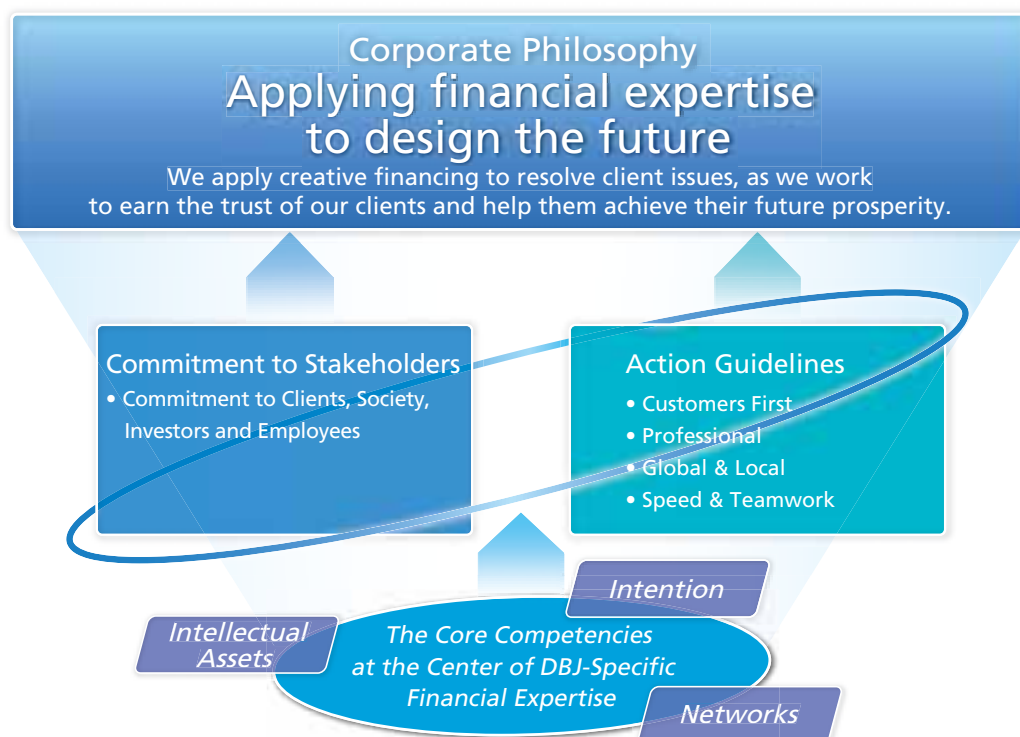 Corporate Philosophy
Applying financial expertise
to design the future
We apply creative financing to resolve client issues, as we work
to earn the trust of our clients and help them achieve their future prosperity.
Commitment to Stakeholders
• Commitment to Clients, Society,
Investors and Employees
Action Guidelines
• Customers First
• Professional
• Global & Local
• Speed & Teamwork
Intention
Intellectual
Assets
The Core Competencies
at the Center of DBJ-Specific
Financial Expertise
Networks